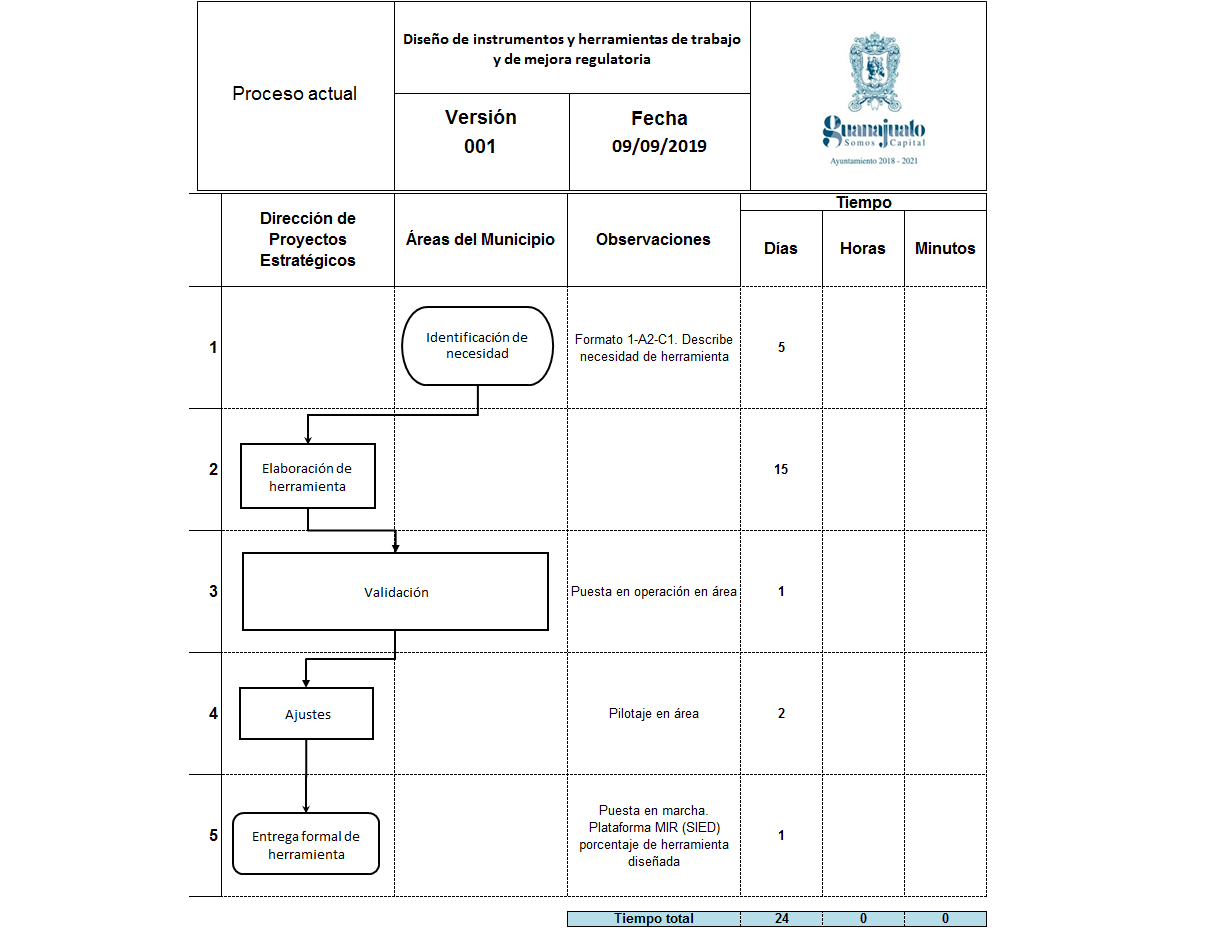 Proceso actual
Diseño de instrumentos y herramientas de trabajo
y de mejora regulatoria
Versión
001
Fecha
09/09/2019
Guanajuato
Somos Capital
Ayuntamiento 2018 - 2021
Dirección de
Proyectos
Estratégicos
Áreas del Municipio
Observaciones
Tiempo
Días
Horas
Minutos
1
Identificación de
necesidad
Formato 1-A2-C1. Describe
necesidad de herramienta
5
2
Elaboración de
herramienta
15
3
Validación
Puesta en operación en área
1
4
Ajustes
Pilotaje en área
2
5
Entrega formal de
herramienta
Puesta en marcha.
Plataforma MIR (SIED)
porcentaje de herramienta
diseñada
1
Tiempo total
24
0
0